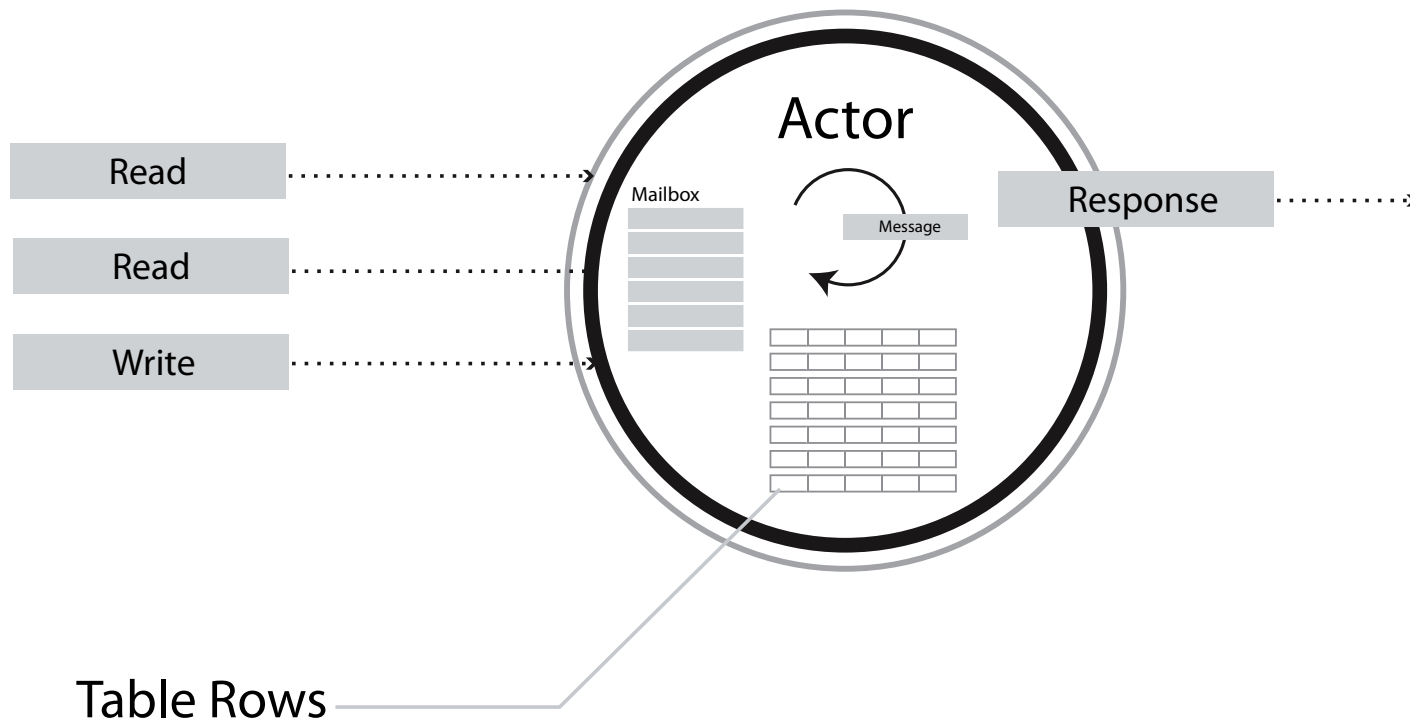 Actor
Read
Mailbox
Response
Message
Read
Write
Table Rows